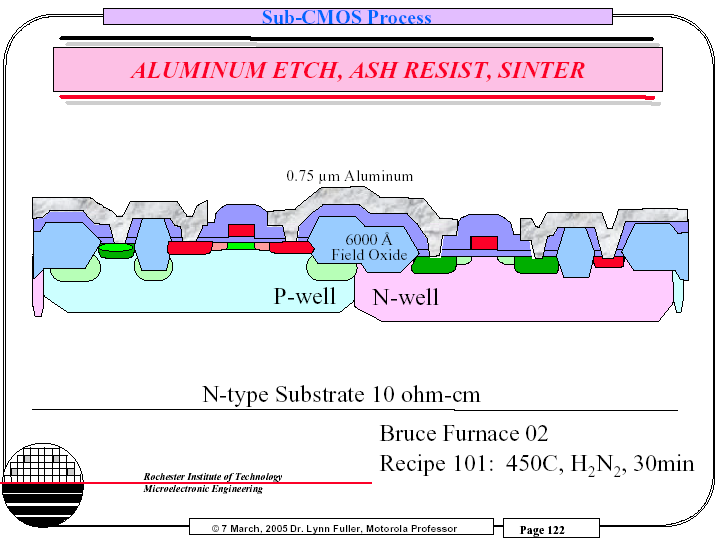 Sub-CMOS Process
ALUMINUM ETCH, ASH RESIST, SINTER
0.75 µm Aluminum
6000 Å
Field Oxide
P-well
N-well
N-type Substrate 10 ohm-cm
Bruce Furnace 02
Recipe 101: 450C, H₂N₂, 30min
Rochester Institute of Technology
Microelectronic Engineering
© 7 March, 2005 Dr. Lynn Fuller, Motorola Professor
Page 122